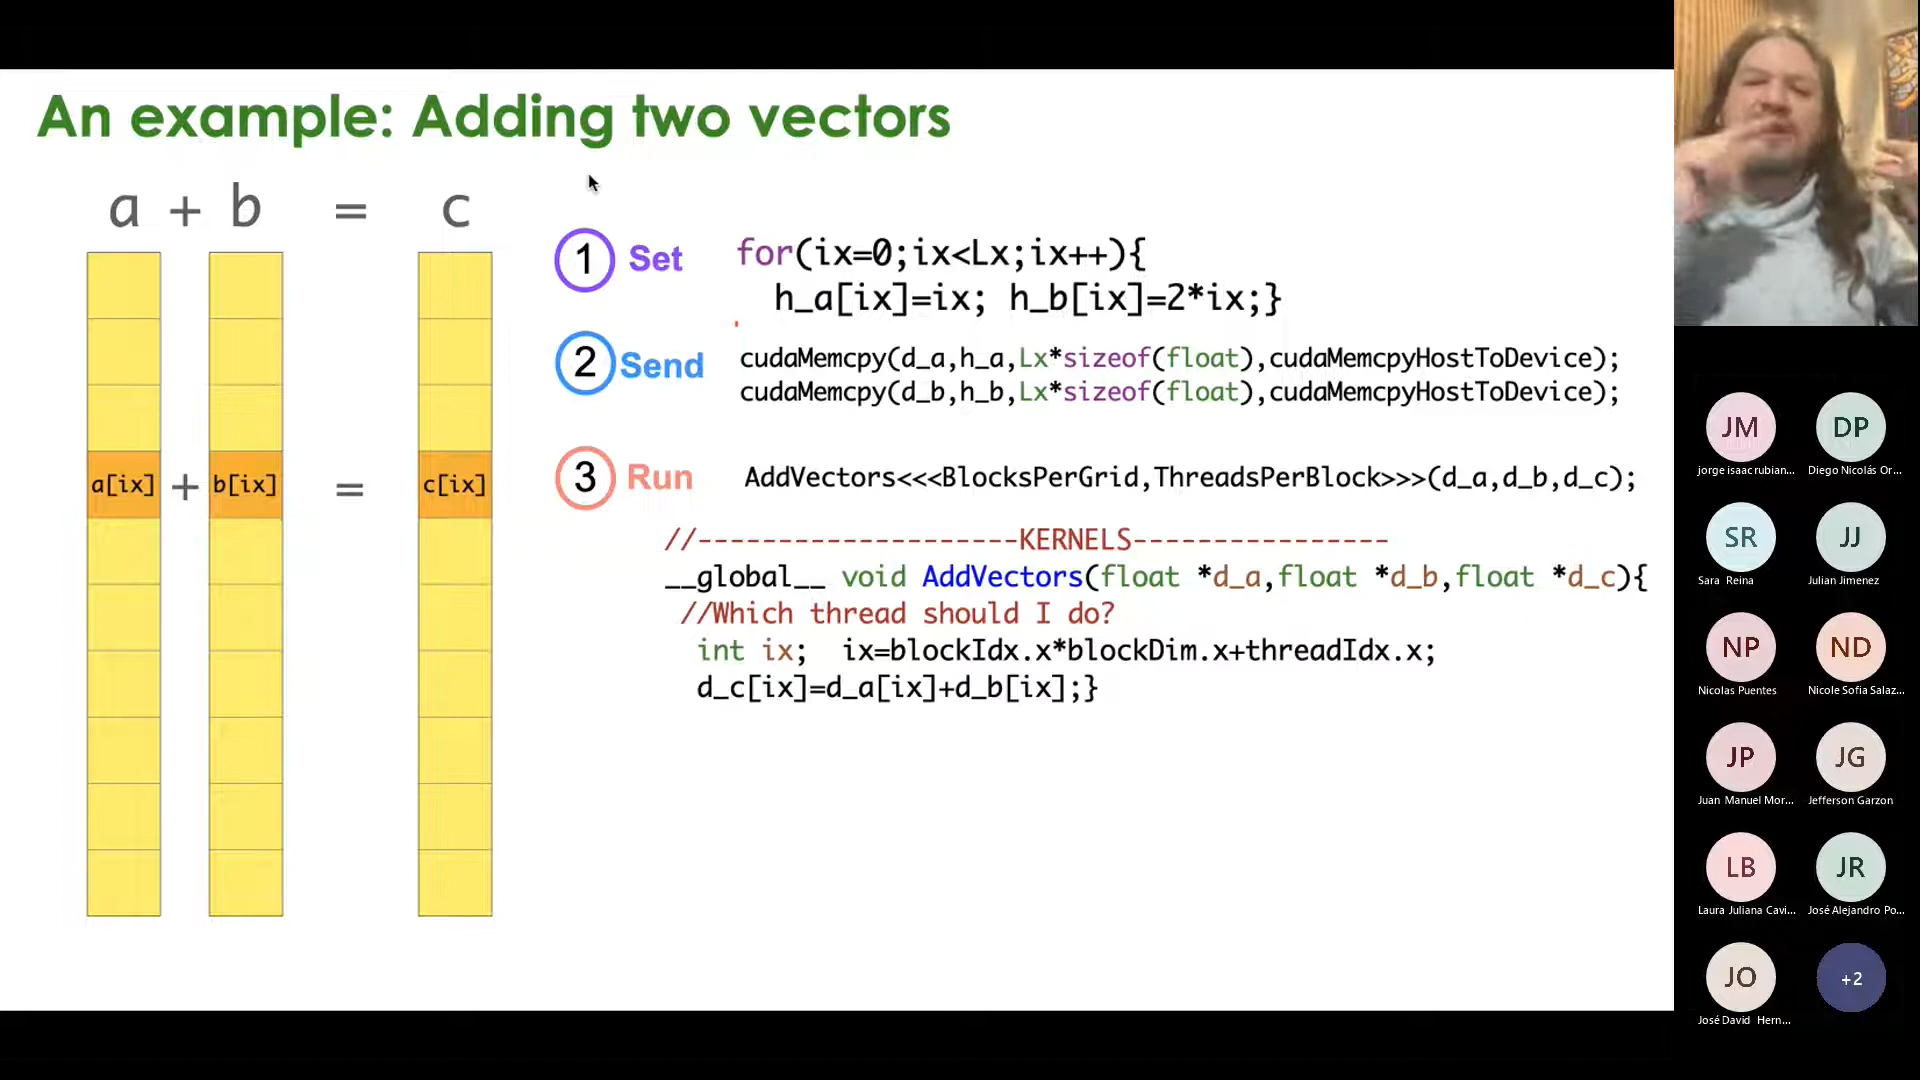 An example: Adding two vectors
a + b = c
a[ix] + b[ix] = c[ix]
1 Set
for(ix=0;ix<Lx;ix++){
h_a[ix]=ix; h_b[ix]=2*ix;}
2 Send
cudaMemcpy(d_a,h_a,Lx*sizeof(float),cudaMemcpyHostToDevice);
cudaMemcpy(d_b,h_b,Lx*sizeof(float),cudaMemcpyHostToDevice);
3 Run
AddVectors<<<BlocksPerGrid,ThreadsPerBlock>>>(d_a,d_b,d_c);
//--------------------KERNELS----------------
__global__ void AddVectors(float *d_a,float *d_b,float *d_c){
//Which thread should I do?
int ix; ix=blockIdx.x*blockDim.x+threadIdx.x;
d_c[ix]=d_a[ix]+d_b[ix];}
JM DP
jorge isaac rubian... Diego Nicolás Or...
SR JJ
Sara Reina Julian Jimenez
NP ND
Nicolas Puentes Nicole Sofia Salaz...
JP JG
Juan Manuel Mor... Jefferson Garzon
LB JR
Laura Juliana Cavi... José Alejandro Po...
JO +2
José David Hern...